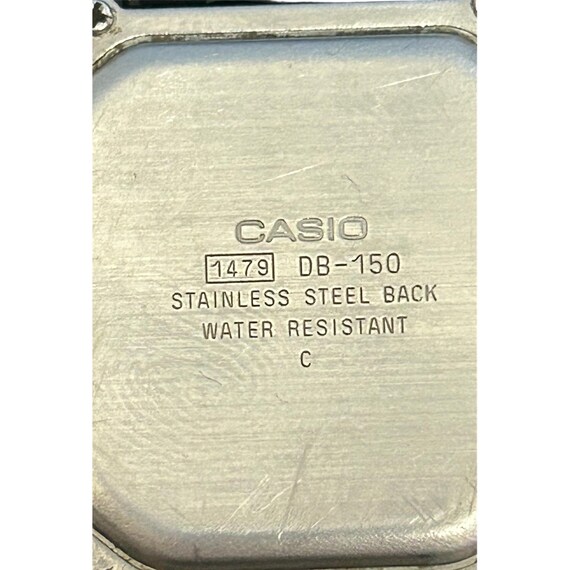 CASIO
1479 DB-150
STAINLESS STEEL BACK
WATER RESISTANT
C